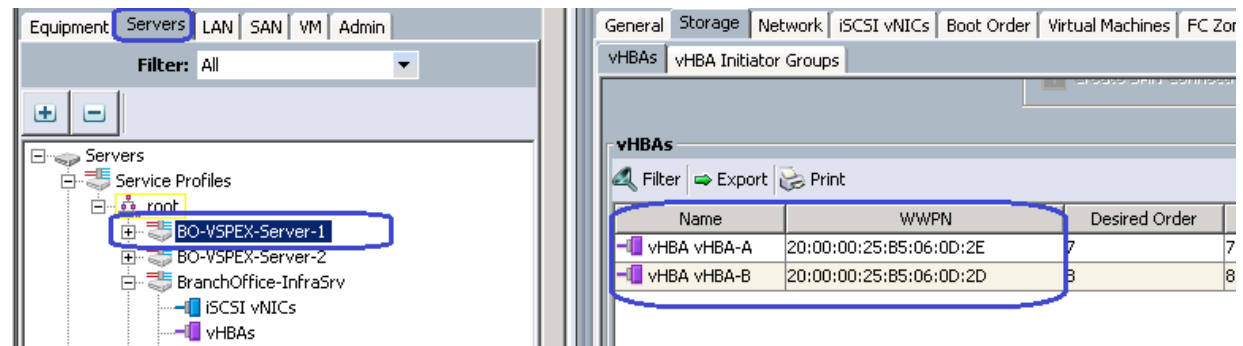 Equipment Servers LAN SAN VM Admin
Filter: All
Servers
Service Profiles
root
BO-VSPEX-Server-1
BO-VSPEX-Server-2
BranchOffice-InfraSrv
iSCSI vNICs
vHBAs
General Storage Network iSCSI vNICs Boot Order Virtual Machines FC Zon
vHBAs vHBA Initiator Groups
vHBAs
Filter Export Print
Name WWPN Desired Order
vHBA vHBA-A 20:00:00:25:B5:06:0D:2E 7 7
vHBA vHBA-B 20:00:00:25:B5:06:0D:2D 8 8